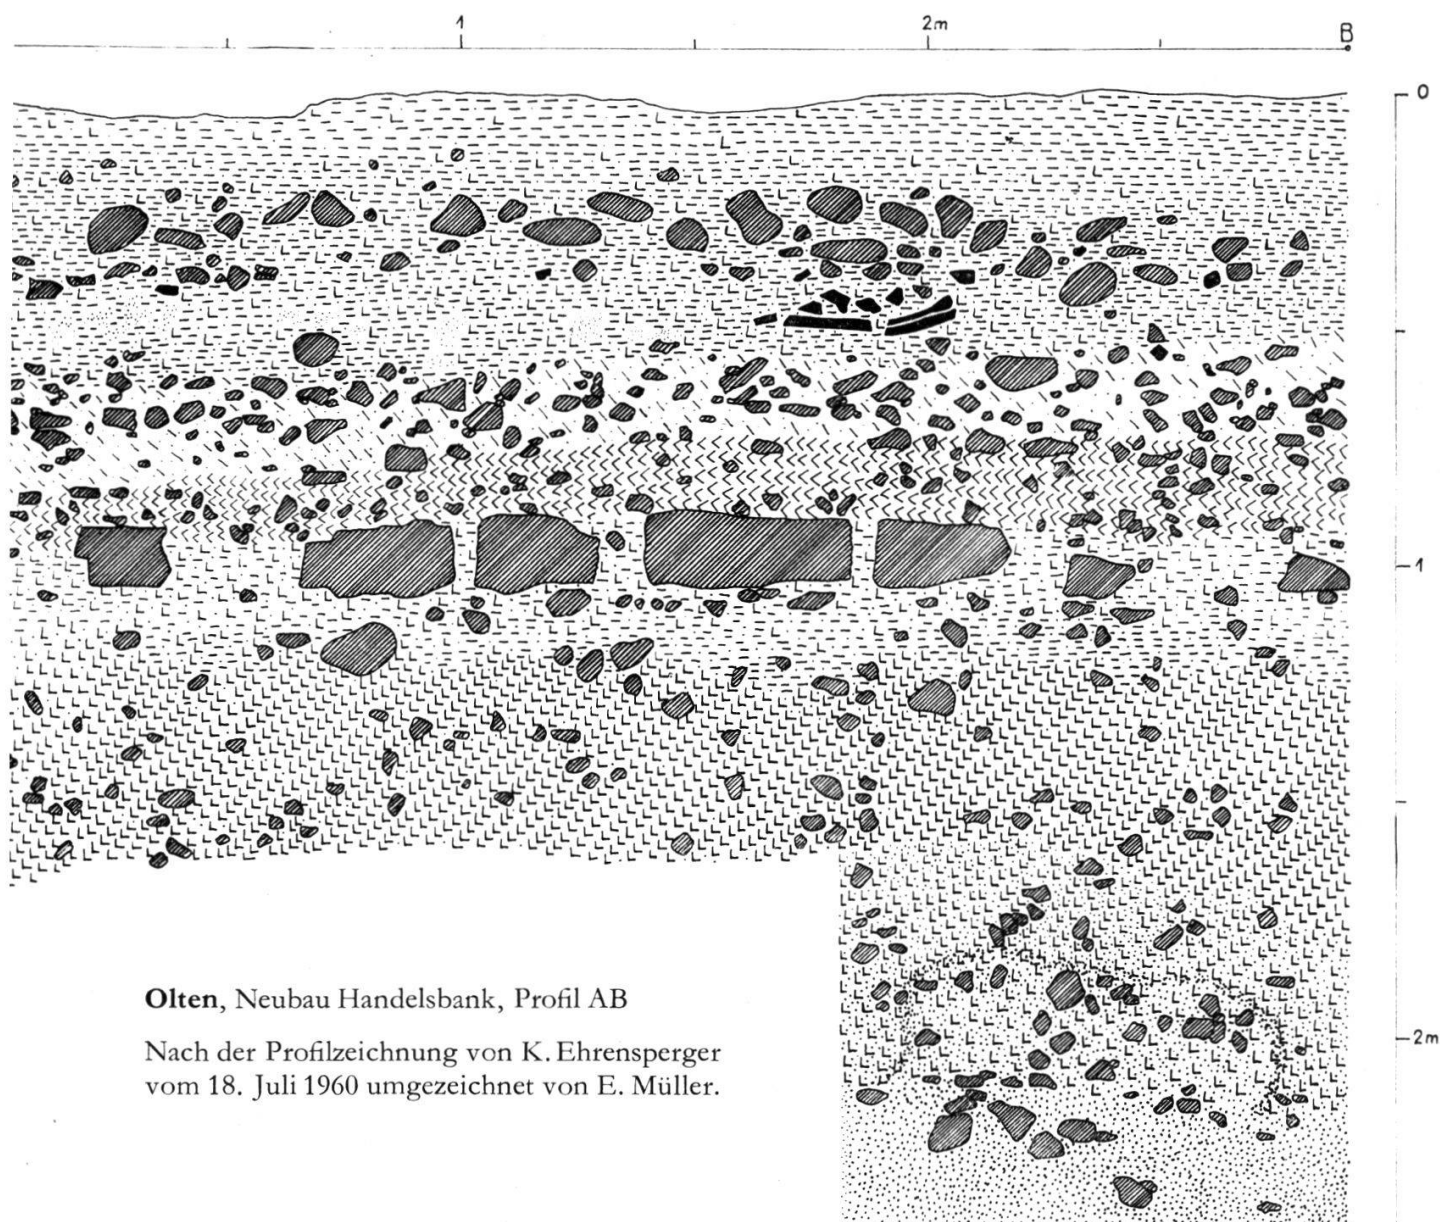 1 2m B
0
1
2m
Olten, Neubau Handelsbank, Profil AB
Nach der Profilzeichnung von K. Ehrensperger
vom 18. Juli 1960 umgezeichnet von E. Müller.